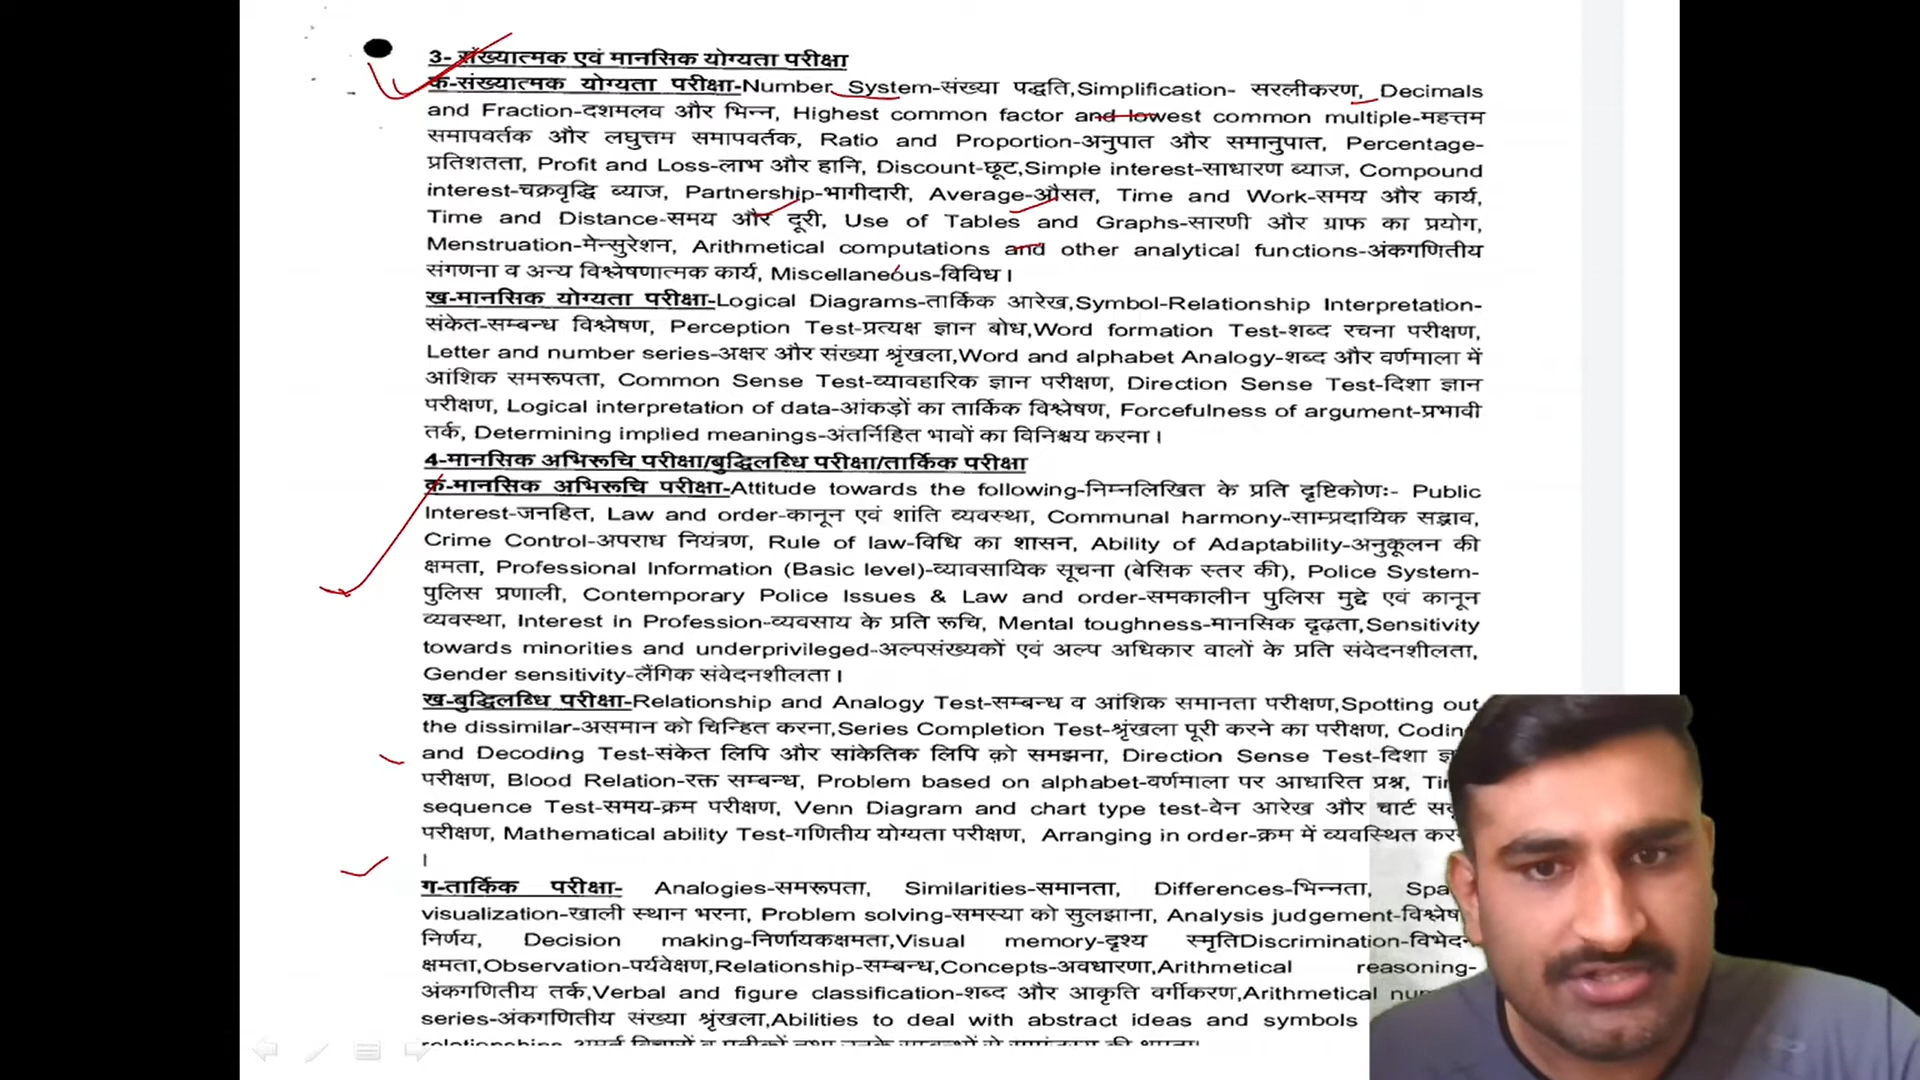 3- संख्यात्मक एवं मानसिक योग्यता परीक्षा
क-संख्यात्मक योग्यता परीक्षा-Number System-संख्या पद्धति,Simplification- सरलीकरण, Decimals
and Fraction-दशमलव और भिन्न, Highest common factor and lowest common multiple-महत्तम
समापवर्तक और लघुत्तम समापवर्तक, Ratio and Proportion-अनुपात और समानुपात, Percentage-
प्रतिशतता, Profit and Loss-लाभ और हानि, Discount-छूट,Simple interest-साधारण ब्याज, Compound
interest-चक्रवृद्धि ब्याज, Partnership-भागीदारी, Average-औसत, Time and Work-समय और कार्य,
Time and Distance-समय और दूरी, Use of Tables and Graphs-सारणी और ग्राफ का प्रयोग,
Menstruation-मेन्सुरेशन, Arithmetical computations and other analytical functions-अंकगणितीय
संगणना व अन्य विश्लेषणात्मक कार्य, Miscellaneous-विविध।
ख-मानसिक योग्यता परीक्षा-Logical Diagrams-तार्किक आरेख,Symbol-Relationship Interpretation-
संकेत-सम्बन्ध विश्लेषण, Perception Test-प्रत्यक्ष ज्ञान बोध,Word formation Test-शब्द रचना परीक्षण,
Letter and number series-अक्षर और संख्या श्रृंखला,Word and alphabet Analogy-शब्द और वर्णमाला में
आंशिक समरूपता, Common Sense Test-व्यावहारिक ज्ञान परीक्षण, Direction Sense Test-दिशा ज्ञान
परीक्षण, Logical interpretation of data-आंकड़ों का तार्किक विश्लेषण, Forcefulness of argument-प्रभावी
तर्क, Determining implied meanings-अंतर्निहित भावों का विनिश्चय करना।
4-मानसिक अभिरूचि परीक्षा/बुद्धिलब्धि परीक्षा/तार्किक परीक्षा
क-मानसिक अभिरूचि परीक्षा-Attitude towards the following-निम्नलिखित के प्रति दृष्टिकोणः- Public
Interest-जनहित, Law and order-कानून एवं शांति व्यवस्था, Communal harmony-साम्प्रदायिक सद्भाव,
Crime Control-अपराध नियंत्रण, Rule of law-विधि का शासन, Ability of Adaptability-अनुकूलन की
क्षमता, Professional Information (Basic level)-व्यावसायिक सूचना (बेसिक स्तर की), Police System-
पुलिस प्रणाली, Contemporary Police Issues & Law and order-समकालीन पुलिस मुद्दे एवं कानून
व्यवस्था, Interest in Profession-व्यवसाय के प्रति रूचि, Mental toughness-मानसिक दृढ़ता,Sensitivity
towards minorities and underprivileged-अल्पसंख्यकों एवं अल्प अधिकार वालों के प्रति संवेदनशीलता,
Gender sensitivity-लैंगिक संवेदनशीलता।
ख-बुद्धिलब्धि परीक्षा-Relationship and Analogy Test-सम्बन्ध व आंशिक समानता परीक्षण,Spotting out
the dissimilar-असमान को चिन्हित करना,Series Completion Test-श्रृंखला पूरी करने का परीक्षण,
and Decoding Test-संकेत लिपि और सांकेतिक लिपि को समझना, Direction Sense Test-दिशा
परीक्षण, Blood Relation-रक्त सम्बन्ध, Problem based on alphabet-वर्णमाला पर आधारित प्रश्न,
sequence Test-समय-क्रम परीक्षण, Venn Diagram and chart type test-वेन आरेख और चार्ट
परीक्षण, Mathematical ability Test-गणितीय योग्यता परीक्षण, Arranging in order-क्रम में व्यवस्थित
।
ग-तार्किक परीक्षा- Analogies-समरूपता, Similarities-समानता, Differences-भिन्नता,
visualization-खाली स्थान भरना, Problem solving-समस्या को सुलझाना, Analysis judgement-
निर्णय, Decision making-निर्णायकक्षमता,Visual memory-दृश्य स्मृतिDiscrimination-
क्षमता,Observation-पर्यवेक्षण,Relationship-सम्बन्ध,Concepts-अवधारणा,Arithmetical reasoning-
अंकगणितीय तर्क,Verbal and figure classification-शब्द और आकृति वर्गीकरण,Arithmetical
series-अंकगणितीय संख्या श्रृंखला,Abilities to deal with abstract ideas and symbols